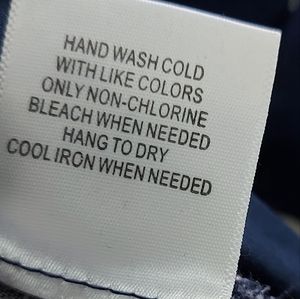 HAND WASH COLD
WITH LIKE COLORS
ONLY NON-CHLORINE
BLEACH WHEN NEEDED
HANG TO DRY
COOL IRON WHEN NEEDED